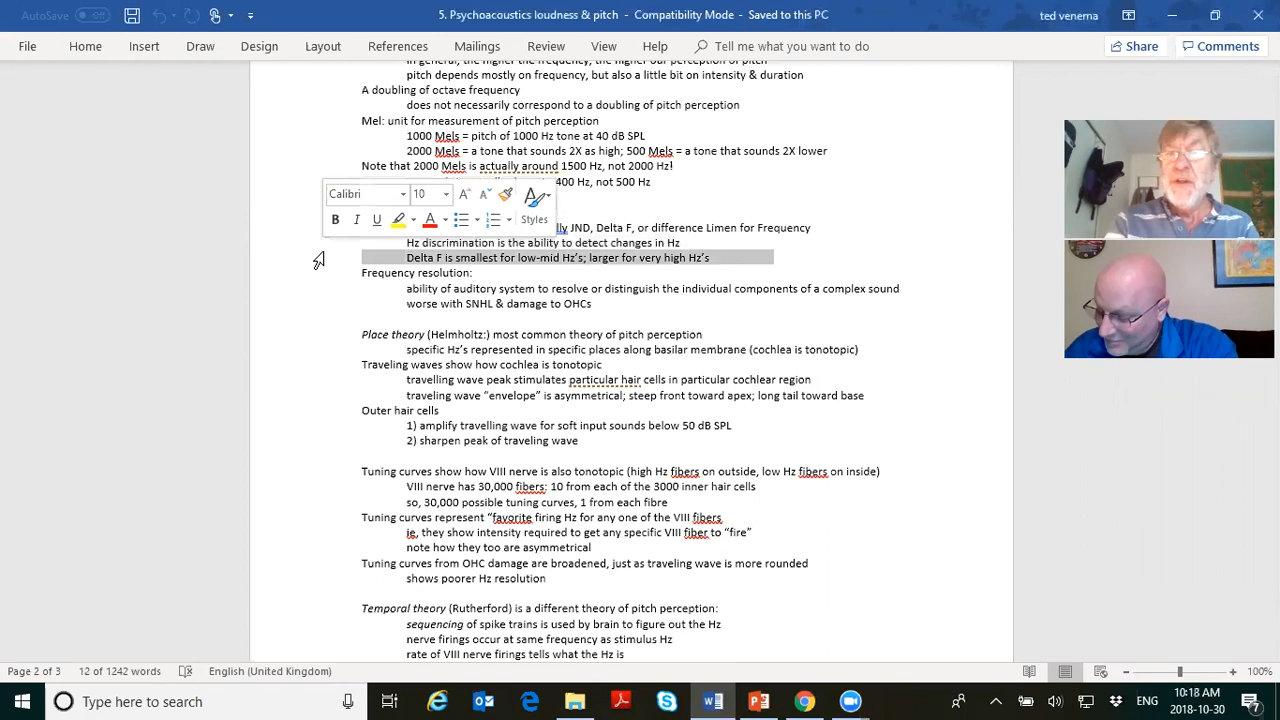 AutoSave Off
5. Psychoacoustics loudness & pitch - Compatibility Mode - Saved to this PC
ted venema
File Home Insert Draw Design Layout References Mailings Review View Help Tell me what you want to do Share Comments
in general, the higher the frequency, the higher our perception of pitch
pitch depends mostly on frequency, but also a little bit on intensity & duration
A doubling of octave frequency
does not necessarily correspond to a doubling of pitch perception
Mel: unit for measurement of pitch perception
1000 Mels = pitch of 1000 Hz tone at 40 dB SPL
2000 Mels = a tone that sounds 2X as high; 500 Mels = a tone that sounds 2X lower
Note that 2000 Mels is actually around 1500 Hz, not 2000 Hz!
400 Hz, not 500 Hz
Calibri 10
B I U A Styles
JND, Delta F, or difference Limen for Frequency
Hz discrimination is the ability to detect changes in Hz
Delta F is smallest for low-mid Hz's; larger for very high Hz's
Frequency resolution:
ability of auditory system to resolve or distinguish the individual components of a complex sound
worse with SNHL & damage to OHCs
Place theory (Helmholtz:) most common theory of pitch perception
specific Hz's represented in specific places along basilar membrane (cochlea is tonotopic)
Traveling waves show how cochlea is tonotopic
travelling wave peak stimulates particular hair cells in particular cochlear region
traveling wave “envelope” is asymmetrical; steep front toward apex; long tail toward base
Outer hair cells
1) amplify travelling wave for soft input sounds below 50 dB SPL
2) sharpen peak of traveling wave
Tuning curves show how VIII nerve is also tonotopic (high Hz fibers on outside, low Hz fibers on inside)
VIII nerve has 30,000 fibers: 10 from each of the 3000 inner hair cells
so, 30,000 possible tuning curves, 1 from each fibre
Tuning curves represent “favorite firing Hz for any one of the VIII fibers
ie, they show intensity required to get any specific VIII fiber to “fire”
note how they too are asymmetrical
Tuning curves from OHC damage are broadened, just as traveling wave is more rounded
shows poorer Hz resolution
Temporal theory (Rutherford) is a different theory of pitch perception:
sequencing of spike trains is used by brain to figure out the Hz
nerve firings occur at same frequency as stimulus Hz
rate of VIII nerve firings tells what the Hz is
Page 2 of 3 12 of 1242 words English (United Kingdom) 100%
Type here to search
ENG
10:18 AM
2018-10-30
7